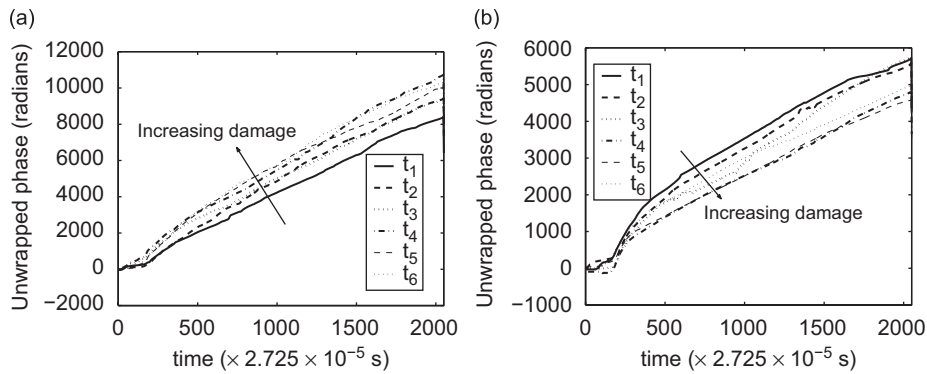 (a)
12000
10000
8000
6000
4000
2000
0
−2000
Unwrapped phase (radians)
Increasing damage
t1
t2
t3
t4
t5
t6
0
500
1000
1500
2000
time (× 2.725 × 10⁻⁵ s)
(b)
6000
5000
4000
3000
2000
1000
0
−1000
Unwrapped phase (radians)
t1
t2
t3
t4
t5
t6
Increasing damage
0
500
1000
1500
2000
time (× 2.725 × 10⁻⁵ s)